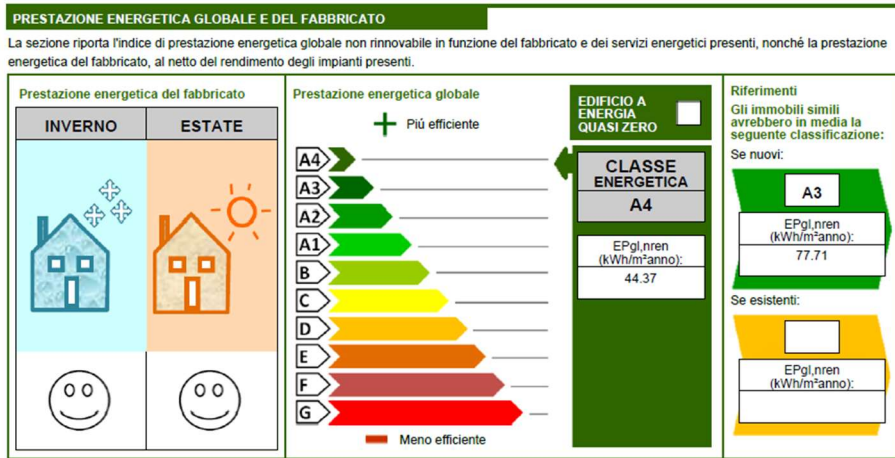 PRESTAZIONE ENERGETICA GLOBALE E DEL FABBRICATO
La sezione riporta l'indice di prestazione energetica globale non rinnovabile in funzione del fabbricato e dei servizi energetici presenti, nonché la prestazione
energetica del fabbricato, al netto del rendimento degli impianti presenti.
Prestazione energetica del fabbricato
INVERNO
ESTATE
Prestazione energetica globale
Piú efficiente
A4
A3
A2
A1
B
C
D
E
F
G
Meno efficiente
EDIFICIO A
ENERGIA
QUASI ZERO
CLASSE
ENERGETICA
A4
EPgl,nren
(kWh/m²anno):
44.37
Riferimenti
Gli immobili simili
avrebbero in media la
seguente classificazione:
Se nuovi:
A3
EPgl,nren
(kWh/m²anno):
77.71
Se esistenti:
EPgl,nren
(kWh/m²anno):